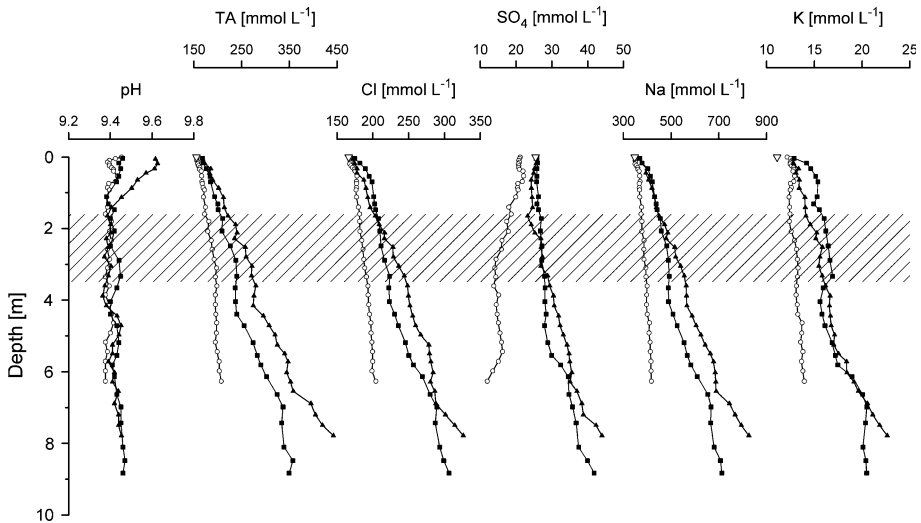 TA [mmol L⁻¹] SO₄ [mmol L⁻¹] K [mmol L⁻¹]
150 250 350 450 10 20 30 40 50 10 15 20 25
pH Cl [mmol L⁻¹] Na [mmol L⁻¹]
9.2 9.4 9.6 9.8 150 200 250 300 350 300 500 700 900
0
2
4
6
8
10
Depth [m]